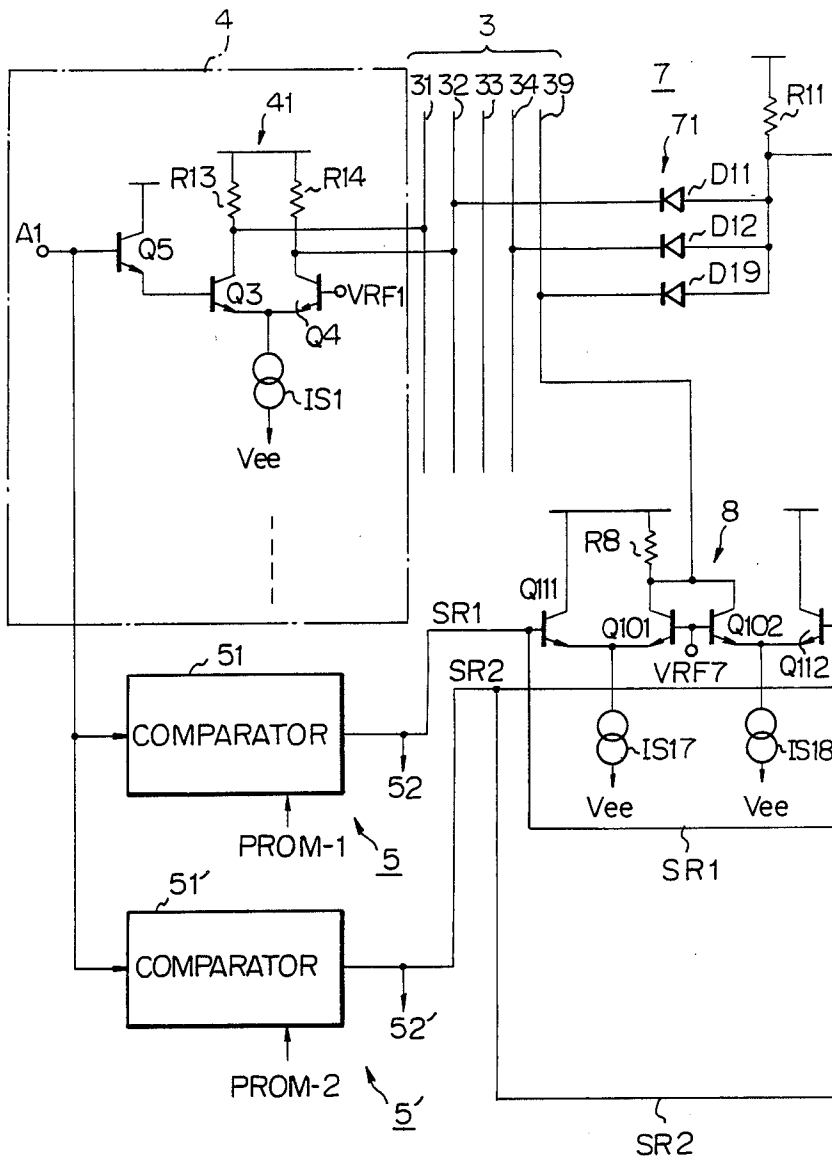 4
3
7
31 32 33 34 39
R11
41
71
R13
R14
D11
D12
D19
A1
Q5
Q3
VRF1
Q4
IS1
Vee
8
R8
Q111
SR1
Q101
Q102
VRF7
Q112
51
SR2
COMPARATOR
IS17
IS18
52
Vee
Vee
PROM-1
5
SR1
51'
COMPARATOR
52'
PROM-2
5'
SR2